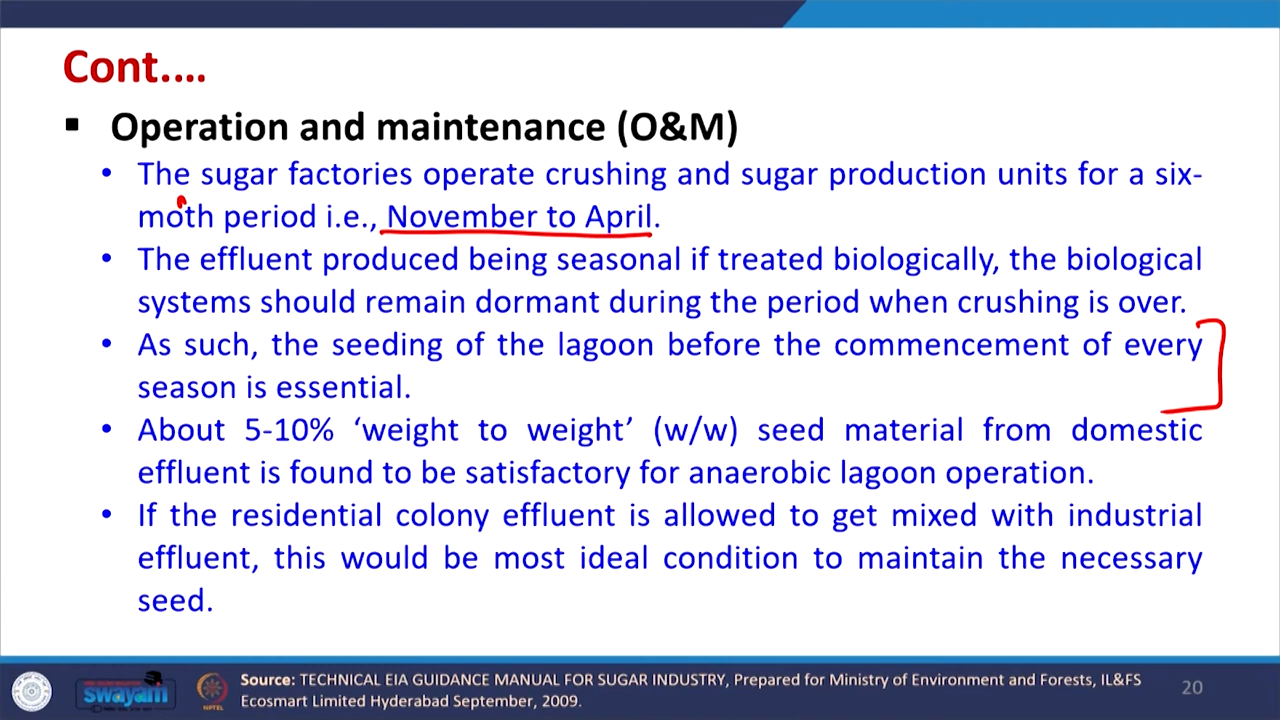 Cont.…
▪ Operation and maintenance (O&M)
• The sugar factories operate crushing and sugar production units for a six-
moth period i.e., November to April.
• The effluent produced being seasonal if treated biologically, the biological
systems should remain dormant during the period when crushing is over.
• As such, the seeding of the lagoon before the commencement of every
season is essential.
• About 5-10% ‘weight to weight’ (w/w) seed material from domestic
effluent is found to be satisfactory for anaerobic lagoon operation.
• If the residential colony effluent is allowed to get mixed with industrial
effluent, this would be most ideal condition to maintain the necessary
seed.
swayam
NPTEL
Source: TECHNICAL EIA GUIDANCE MANUAL FOR SUGAR INDUSTRY, Prepared for Ministry of Environment and Forests, IL&FS
Ecosmart Limited Hyderabad September, 2009.
20